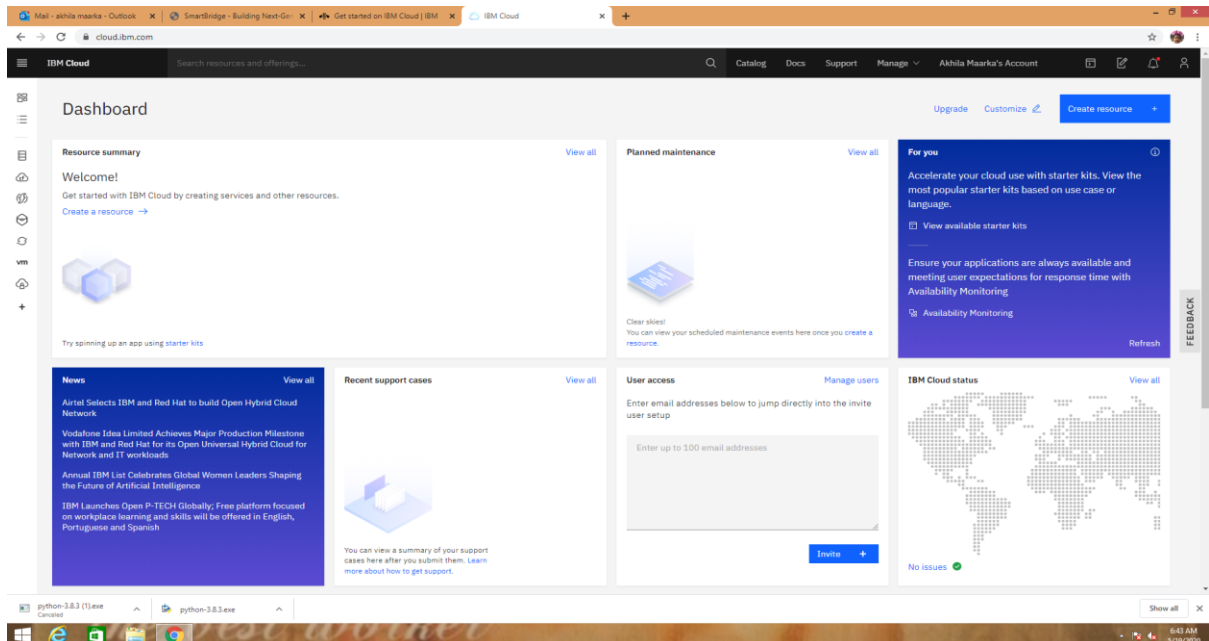 Mail - akhila maarka - Outlook
SmartBridge - Building Next-Gen
Get started on IBM Cloud | IBM
IBM Cloud
cloud.ibm.com
IBM Cloud
Search resources and offerings...
Catalog
Docs
Support
Manage
Akhila Maarka's Account
Dashboard
Upgrade
Customize
Create resource +
Resource summary
View all
Welcome!
Get started with IBM Cloud by creating services and other resources.
Create a resource →
Try spinning up an app using starter kits
Planned maintenance
View all
Clear skies!
You can view your scheduled maintenance events here once you create a
resource.
For you
Accelerate your cloud use with starter kits. View the
most popular starter kits based on use case or
language.
View available starter kits
Ensure your applications are always available and
meeting user expectations for response time with
Availability Monitoring
Availability Monitoring
Refresh
FEEDBACK
vm
News
View all
Airtel Selects IBM and Red Hat to build Open Hybrid Cloud
Network
Vodafone Idea Limited Achieves Major Production Milestone
with IBM and Red Hat for its Open Universal Hybrid Cloud for
Network and IT workloads
Annual IBM List Celebrates Global Women Leaders Shaping
the Future of Artificial Intelligence
IBM Launches Open P-TECH Globally; Free platform focused
on workplace learning and skills will be offered in English,
Portuguese and Spanish
Recent support cases
View all
You can view a summary of your support
cases here after you submit them. Learn
more about how to get support.
User access
Manage users
Enter email addresses below to jump directly into the invite
user setup
Enter up to 100 email addresses
Invite +
IBM Cloud status
View all
No issues
python-3.8.3 (1).exe
Canceled
python-3.8.3.exe
Show all
6:43 AM